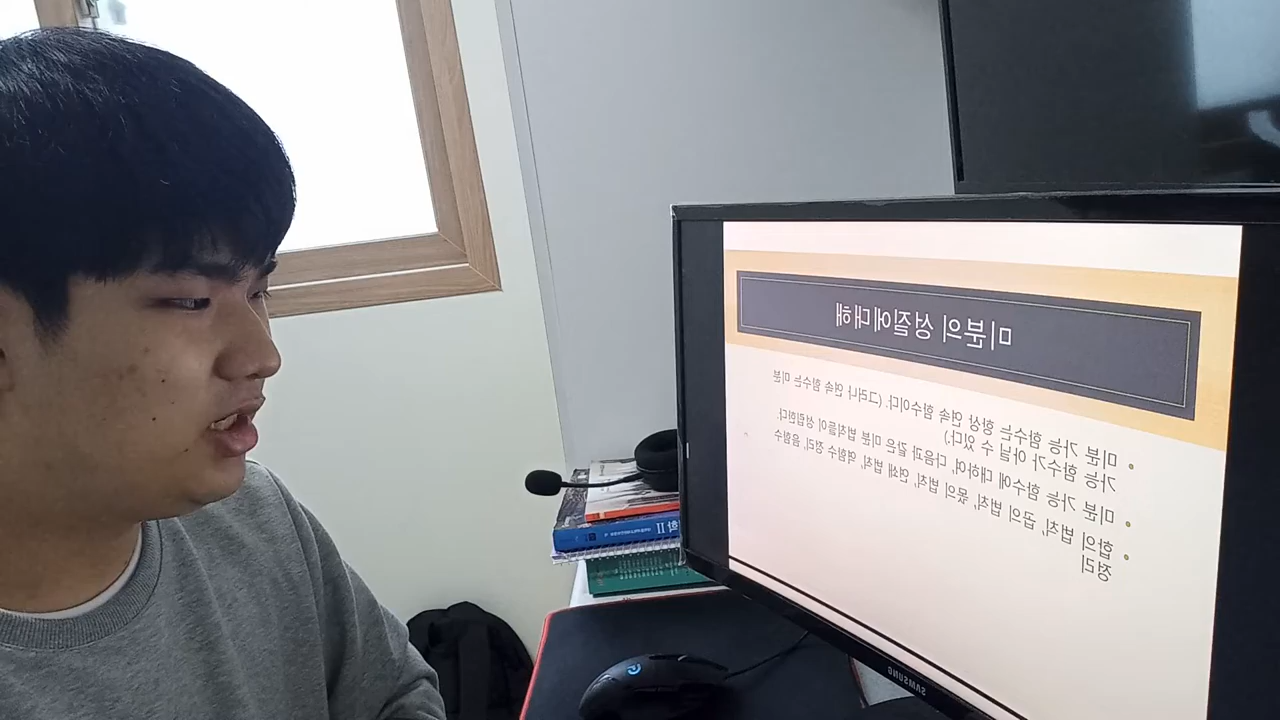 미분의 성질에대해
미분 가능 함수는 항상 연속 함수이다. (그러나 연속 함수는 미분
가능 함수가 아닐 수 있다.)
미분 가능 함수에 대하여, 다음과 같은 미분 법칙들이 성립한다.
합의 법칙, 곱의 법칙, 몫의 법칙, 연쇄 법칙, 역함수 정리, 음함수
정리
학 II
SAMSUNG